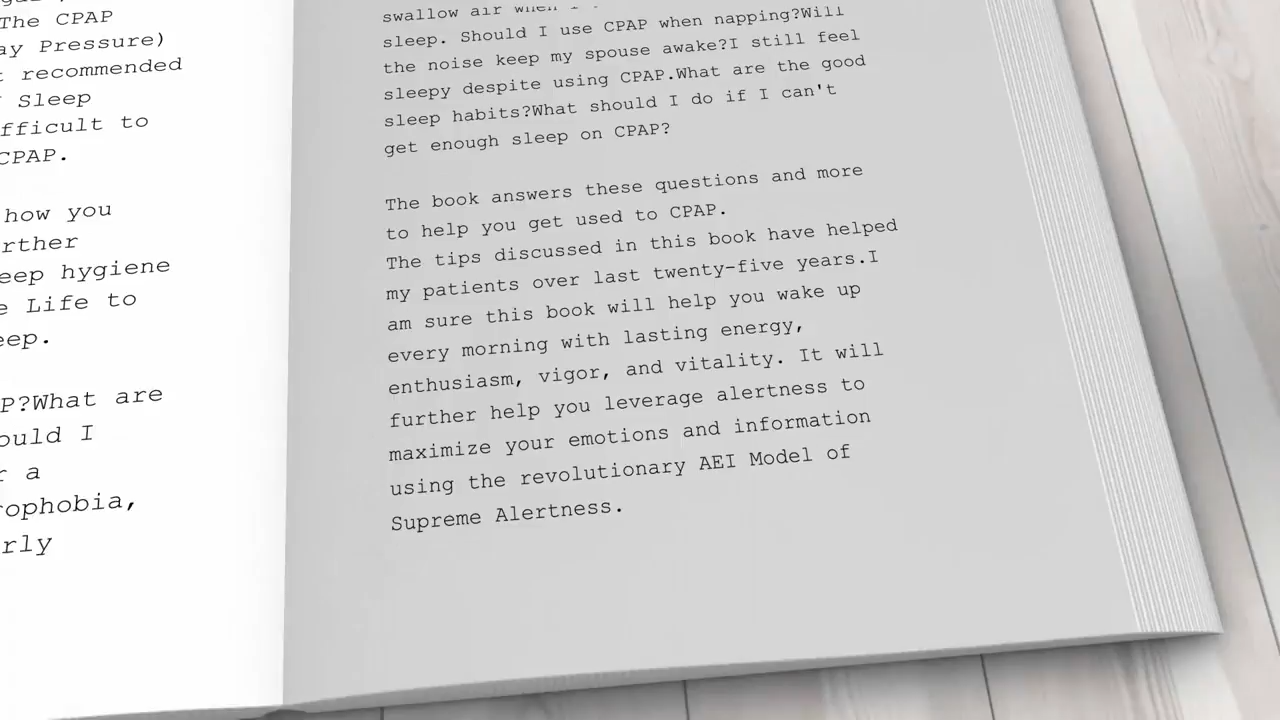 The CPAP
ay Pressure)
recommended
Sleep
fficult to
CPAP.
how you
rther
eep hygiene
Life to
eep.
P?What are
ould I
a
ophobia,
rly
swallow air when I
sleep. Should I use CPAP when napping?Will
the noise keep my spouse awake?I still feel
sleepy despite using CPAP.What are the good
sleep habits?What should I do if I can't
get enough sleep on CPAP?
The book answers these questions and more
to help you get used to CPAP.
The tips discussed in this book have helped
my patients over last twenty-five years.I
am sure this book will help you wake up
every morning with lasting energy,
enthusiasm, vigor, and vitality. It will
further help you leverage alertness to
maximize your emotions and information
using the revolutionary AEI Model of
Supreme Alertness.